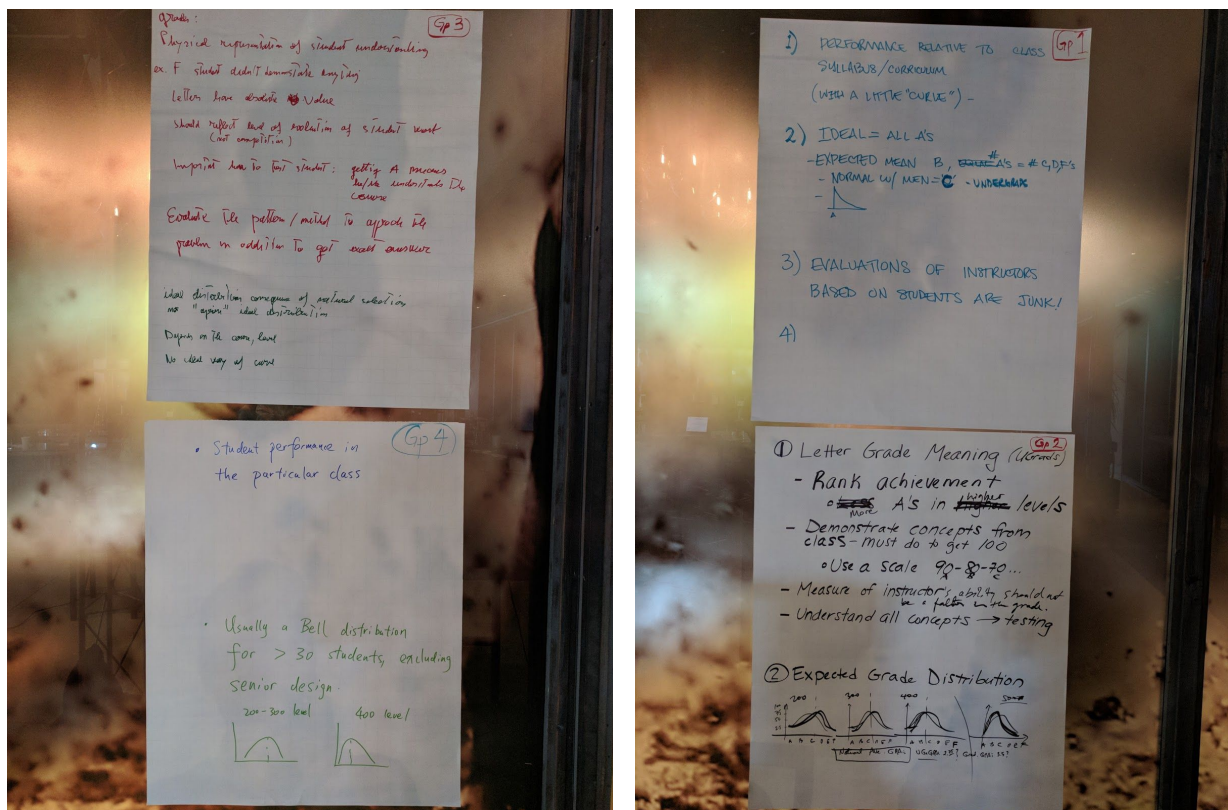 Gp 3
grades:
Physical representation of student understanding
ex. F student didn't demonstrate anything
Letters have absolute value
should reflect level of of student
(not competition)
Important how to test student: getting A means
he/she understands the
course
Evaluate the pattern/method to approach the
problem in addition to get exact answer
ideal distribution consequence of natural selection
no "apriori" ideal distribution
Depends on the course, level
No ideal way of curve
Gp 4
• Student performance in
the particular class
• Usually a Bell distribution
for > 30 students, excluding
senior design.
200-300 level 400 level
Gp 1
1) PERFORMANCE RELATIVE TO CLASS
SYLLABUS/CURRICULUM
(WITH A LITTLE "CURVE") -
2) IDEAL = ALL A'S
- EXPECTED MEAN B, # A'S = # C, D, F'S
- NORMAL W/ MEN = 'C' - UNDERGRADS
-
A
3) EVALUATIONS OF INSTRUCTORS
BASED ON STUDENTS ARE JUNK!
4)
Gp 2
① Letter Grade Meaning (UGrads)
- Rank achievement
o More A's in higher levels
- Demonstrate concepts from
class - must do to get 100
o Use a scale 90-80-70...
A B C
- Measure of instructor's ability should not
be a factor in the grade.
- Understand all concepts → testing
② Expected Grade Distribution
200 300 400 500
A B C D E F A B C D E F A B C D E F A B C D E F